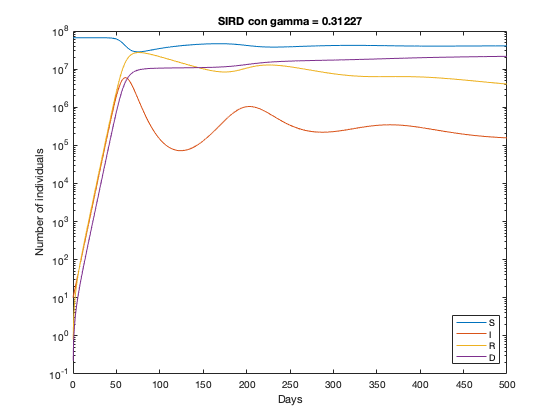 SIRD con gamma = 0.31227
10^8
10^7
10^6
10^5
10^4
10^3
10^2
10^1
10^0
10^-1
Number of individuals
0 50 100 150 200 250 300 350 400 450 500
Days
S
I
R
D